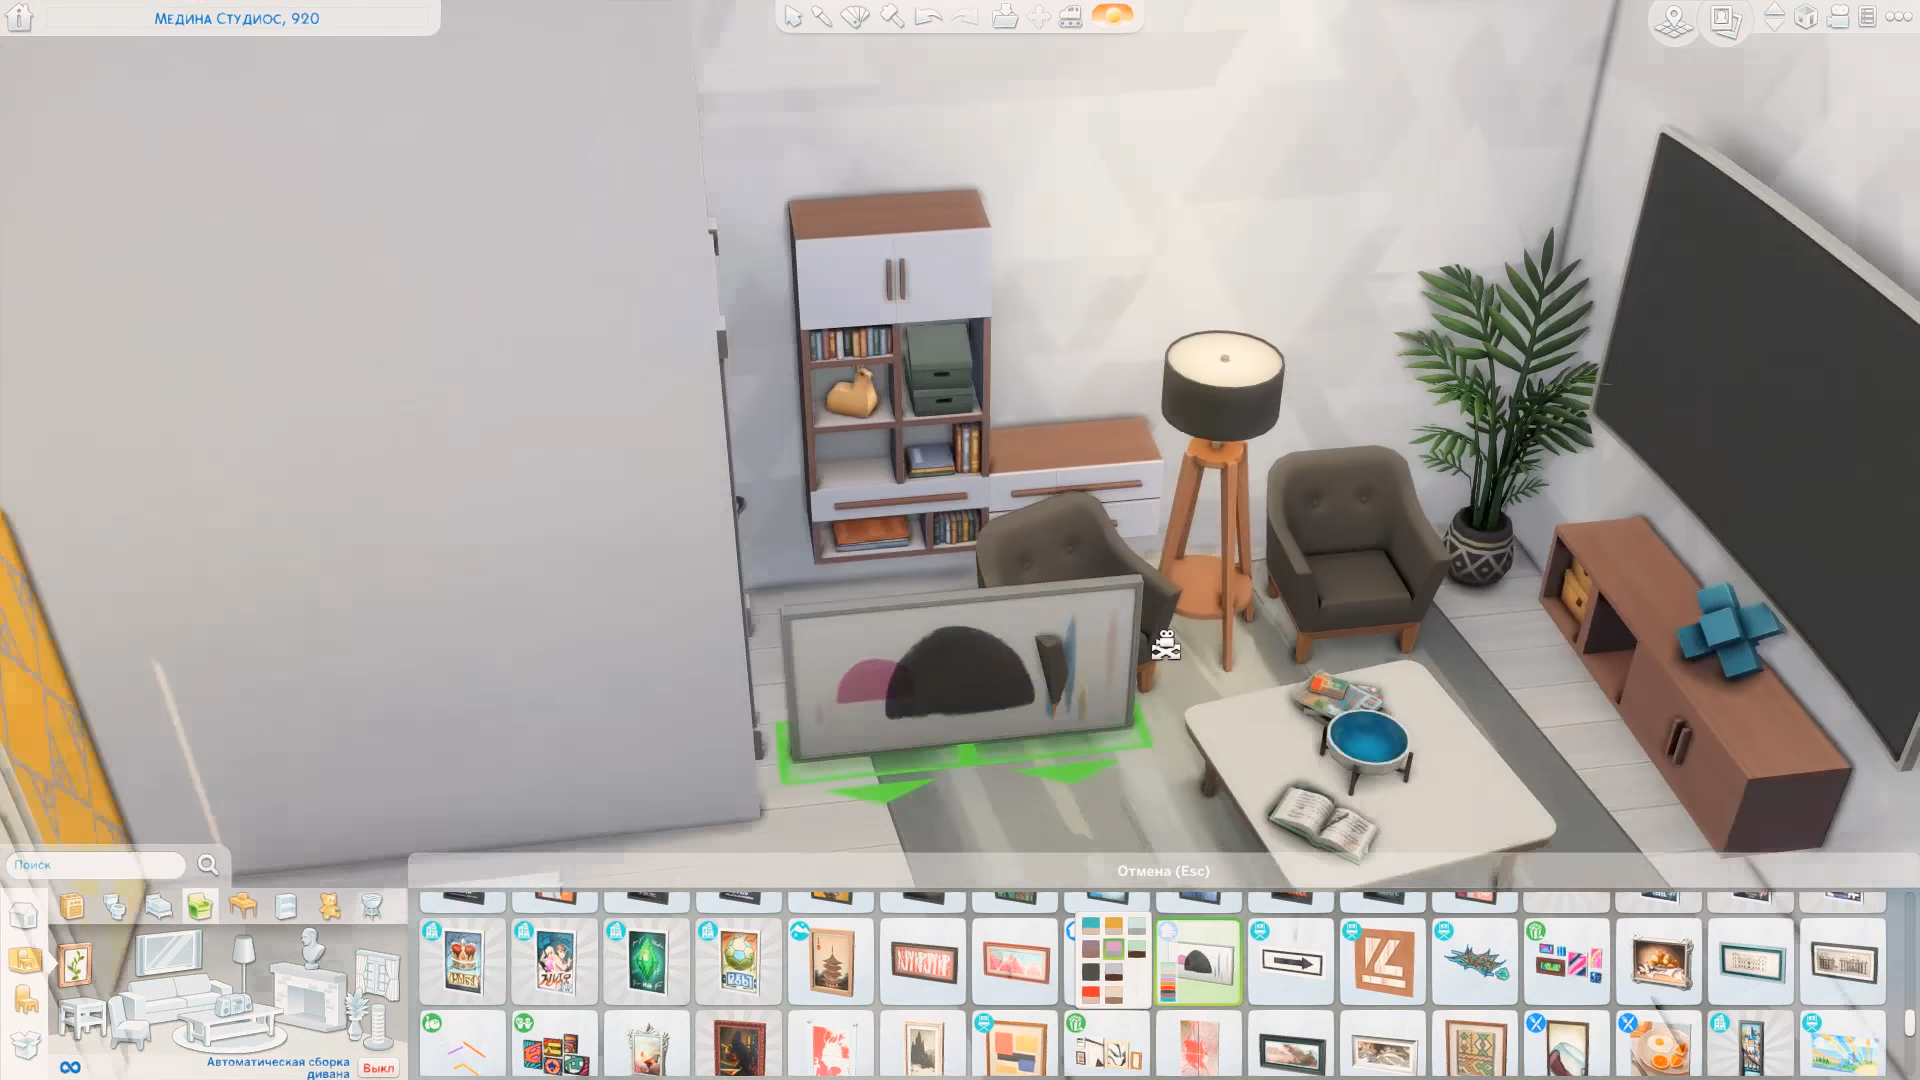 Медина Студиос, 920
Поиск
Отмена (Esc)
Автоматическая сборка
дивана
Выкл